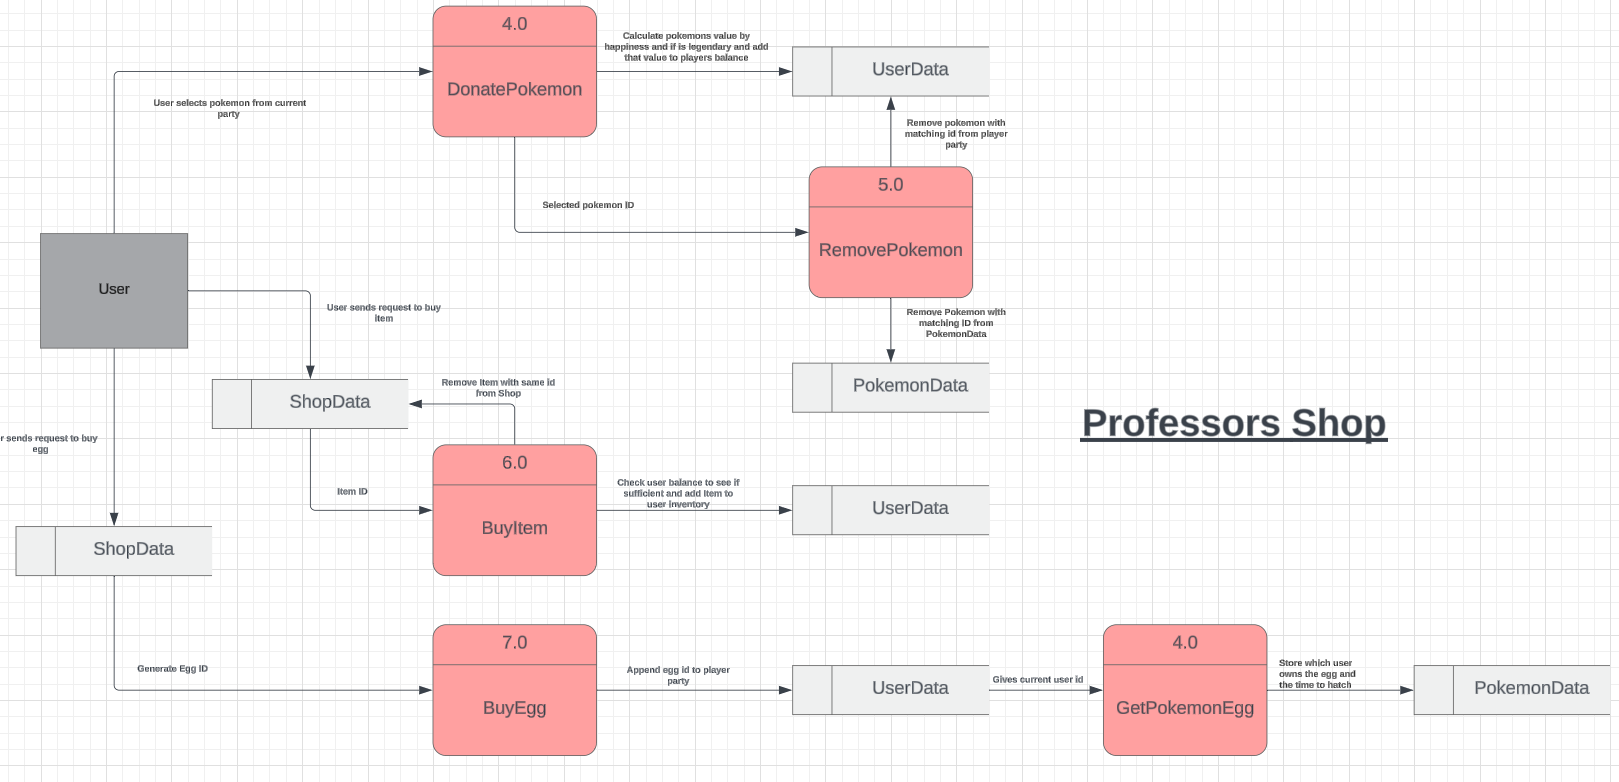 4.0
DonatePokemon
Calculate pokemons value by
happiness and if is legendary and add
that value to players balance
UserData
User selects pokemon from current
party
Remove pokemon with
matching id from player
party
5.0
RemovePokemon
Selected pokemon ID
User
User sends request to buy
item
Remove Pokemon with
matching ID from
PokemonData
PokemonData
ShopData
Remove Item with same id
from Shop
Professors Shop
r sends request to buy
egg
6.0
BuyItem
Item ID
Check user balance to see if
sufficient and add Item to
user inventory
UserData
ShopData
7.0
BuyEgg
Generate Egg ID
Append egg id to player
party
UserData
Gives current user id
4.0
GetPokemonEgg
Store which user
owns the egg and
the time to hatch
PokemonData